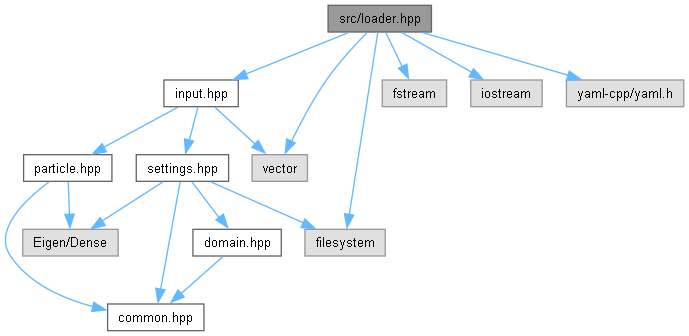 src/loader.hpp
input.hpp
fstream
iostream
yaml-cpp/yaml.h
particle.hpp
settings.hpp
vector
Eigen/Dense
domain.hpp
filesystem
common.hpp